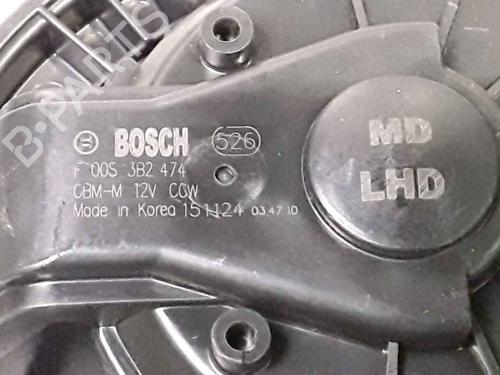 B-PARTS
BOSCH 526
F 00S 3B2 474
CBM-M 12V CCW
Made in Korea 151124 034710
MD
LHD